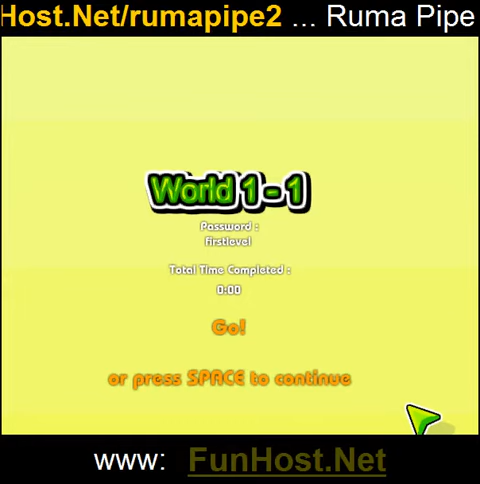 Host.Net/rumapipe2 ... Ruma Pipe
World 1 - 1
Password :
firstlevel
Total Time Completed :
0:00
Go!
or press SPACE to continue
www: FunHost.Net